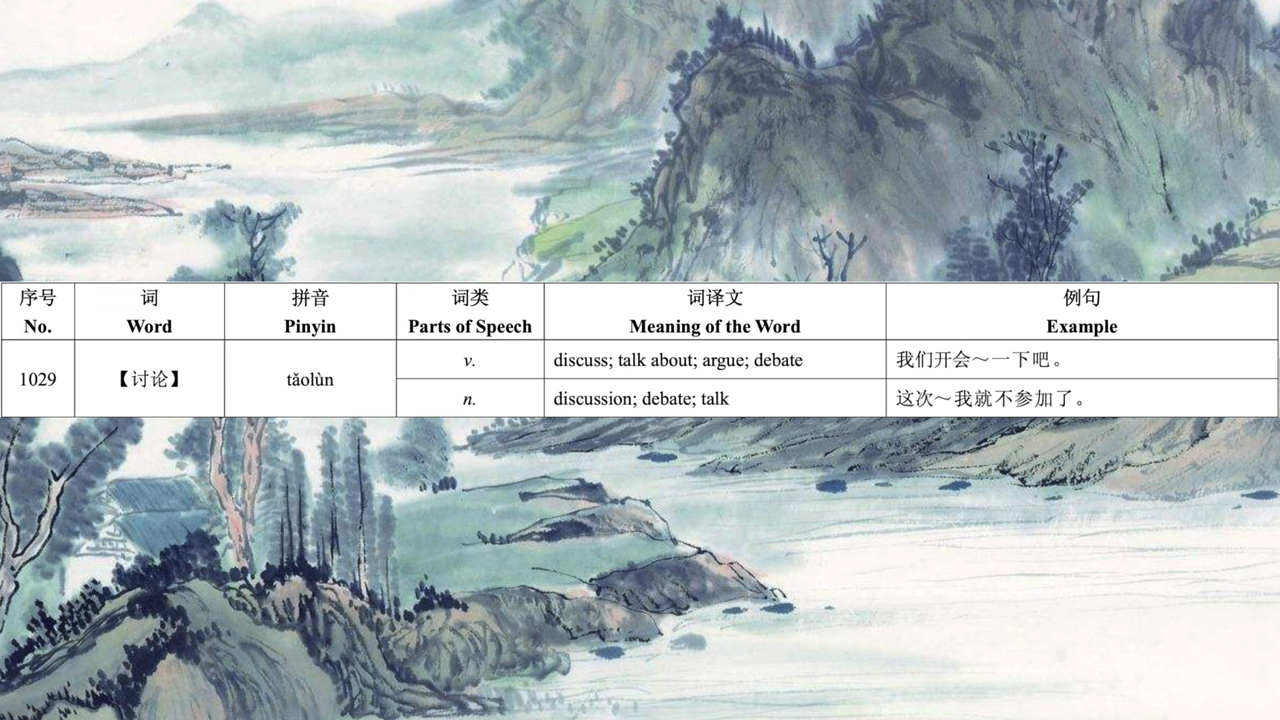 序号 词 拼音 词类 词译文 例句
No. Word Pinyin Parts of Speech Meaning of the Word Example
1029 【讨论】 tǎolùn v. discuss; talk about; argue; debate 我们开会～一下吧。
n. discussion; debate; talk 这次～我就不参加了。